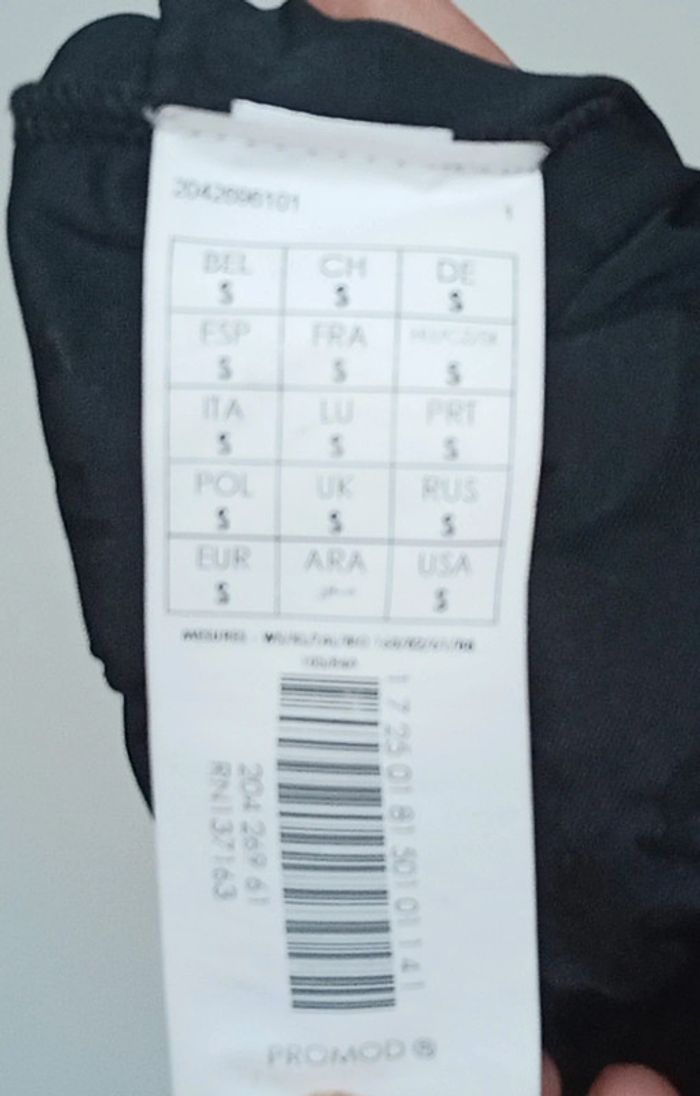 1
BEL CH DE
S S S
ESP FRA
S S S
ITA LU PRT
S S S
POL UK RUS
S S S
EUR ARA USA
S S
204 269 61
RN137163
PROMOD ®